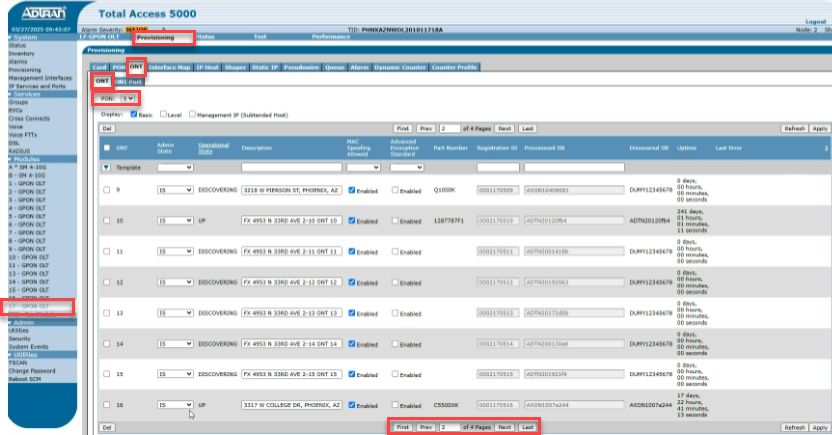 ADTRAN
Total Access 5000
Logout
03/27/2025 09:43:07
Alarm Severity: MAJOR
TID: PHNXAZNWOL201011718A
Node: 2
System
Status
Inventory
Alarms
Provisioning
Management Interfaces
IP Services and Ports
Services
Groups
EVCs
Cross Connects
Voice
Voice FTTx
DSL
RADIUS
Modules
A * SM 4-10G
B - SM 4-10G
1 - GPON OLT
2 - GPON OLT
3 - GPON OLT
4 - GPON OLT
5 - GPON OLT
6 - GPON OLT
7 - GPON OLT
8 - GPON OLT
9 - GPON OLT
10 - GPON OLT
11 - GPON OLT
12 - GPON OLT
13 - GPON OLT
14 - GPON OLT
15 - GPON OLT
17 - GPON OLT
Admin
Utilities
Security
System Events
Utilities
TSCAN
Change Password
Reboot SCM
17-GPON OLT Provisioning Status Test Performance
Provisioning
Card PON ONT Interface Map IP Host Shaper Static IP Pseudowire Queue Alarm Dynamic Counter Counter Profile
ONT ONT Port
PON: 5
Display: Basic Level Management IP (Subtended Host)
Del First Prev 2 of 4 Pages Next Last Refresh Apply
ONT Admin State Operational State Description MAC Spoofing Allowed Advanced Encryption Standard Part Number Registration ID Provisioned SN Discovered SN Uptime Last Error
Template
9 IS DISCOVERING 3218 W PIERSON ST, PHOENIX, AZ Enabled Enabled Q1000K 0001170509 AXON10409681 DUMY12345678 0 days, 00 hours, 00 minutes, 00 seconds
10 IS UP FX 4953 N 33RD AVE 2-10 ONT 10 Enabled Enabled 1287787F1 0002170510 ADTN20120fb4 ADTN20120fb4 241 days, 01 hours, 01 minutes, 11 seconds
11 IS DISCOVERING FX 4953 N 33RD AVE 2-11 ONT 11 Enabled Enabled 0002170511 DUMY12345678 0 days, 00 hours, 00 minutes, 00 seconds
12 IS DISCOVERING FX 4953 N 33RD AVE 2-12 ONT 12 Enabled Enabled 0002170512 ADTN20192063 DUMY12345678 0 days, 00 hours, 00 minutes, 00 seconds
13 IS DISCOVERING FX 4953 N 33RD AVE 2-13 ONT 13 Enabled Enabled 0002170513 DUMY12345678 0 days, 00 hours, 00 minutes, 00 seconds
14 IS DISCOVERING FX 4953 N 33RD AVE 2-14 ONT 14 Enabled Enabled 0002170514 DUMY12345678 0 days, 00 hours, 00 minutes, 00 seconds
15 IS DISCOVERING FX 4953 N 33RD AVE 2-15 ONT 15 Enabled Enabled 0002170515 DUMY12345678 0 days, 00 hours, 00 minutes, 00 seconds
16 IS UP 3317 W COLLEGE DR, PHOENIX, AZ Enabled Enabled C5500XK 0001170516 AXON1007a244 AXON1007a244 17 days, 22 hours, 41 minutes, 13 seconds
Del First Prev 2 of 4 Pages Next Last Refresh Apply